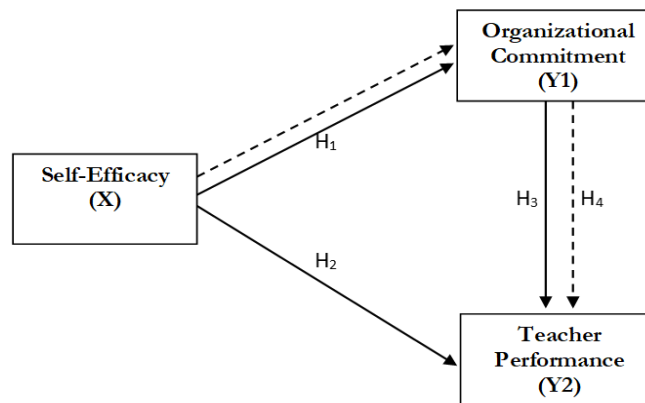 Organizational
Commitment
(Y1)
H₁
Self-Efficacy
(X)
H₃
H₄
H₂
Teacher
Performance
(Y2)